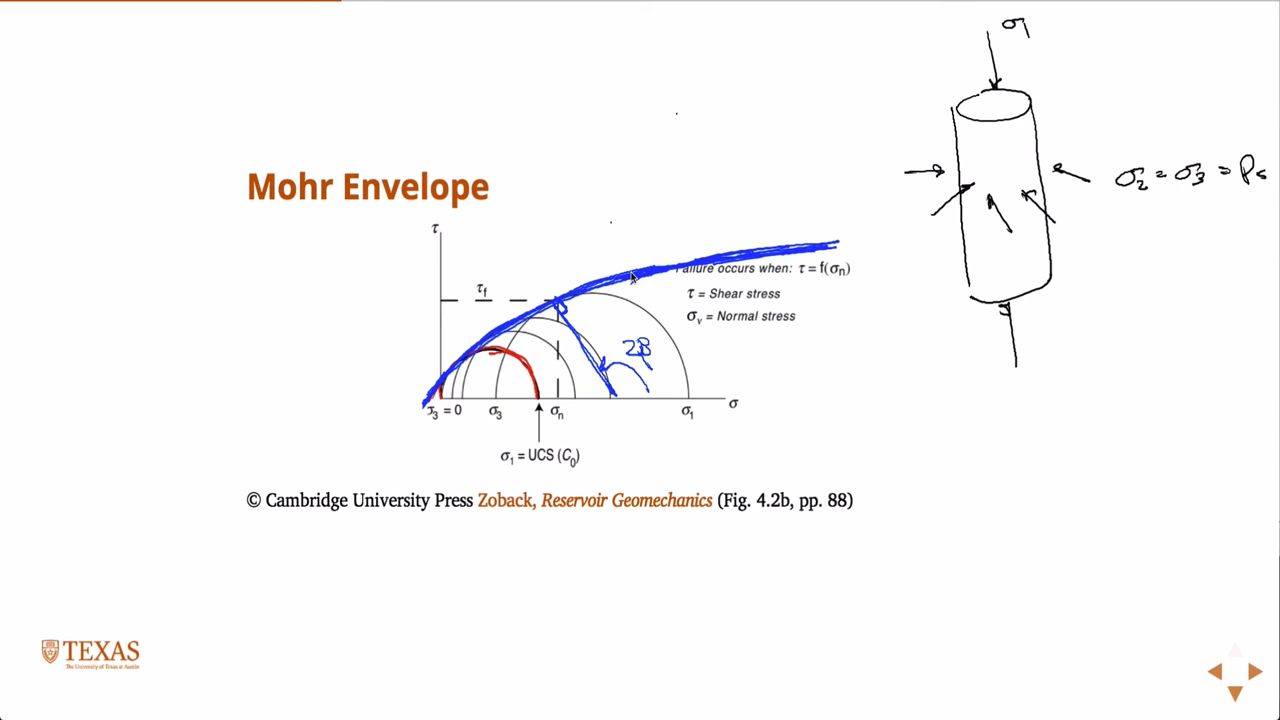 σ₁
σ₂ = σ₃ = Pc
Mohr Envelope
τ
τf
Failure occurs when: τ = f(σn)
τ = Shear stress
σᵥ = Normal stress
2β
σ₃ = 0 σ₃ σn σ₁ σ
σ₁ = UCS (C₀)
© Cambridge University Press Zoback, Reservoir Geomechanics (Fig. 4.2b, pp. 88)
TEXAS
The University of Texas at Austin